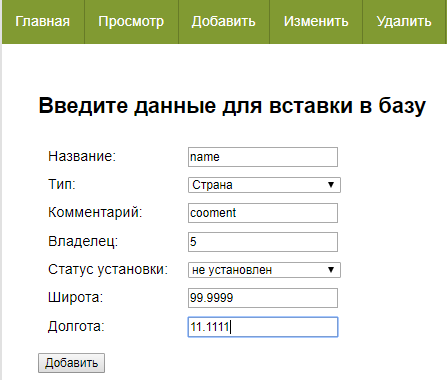 Главная Просмотр Добавить Изменить Удалить
Введите данные для вставки в базу
Название: name
Тип: Страна
Комментарий: cooment
Владелец: 5
Статус установки: не установлен
Широта: 99.9999
Долгота: 11.1111
Добавить